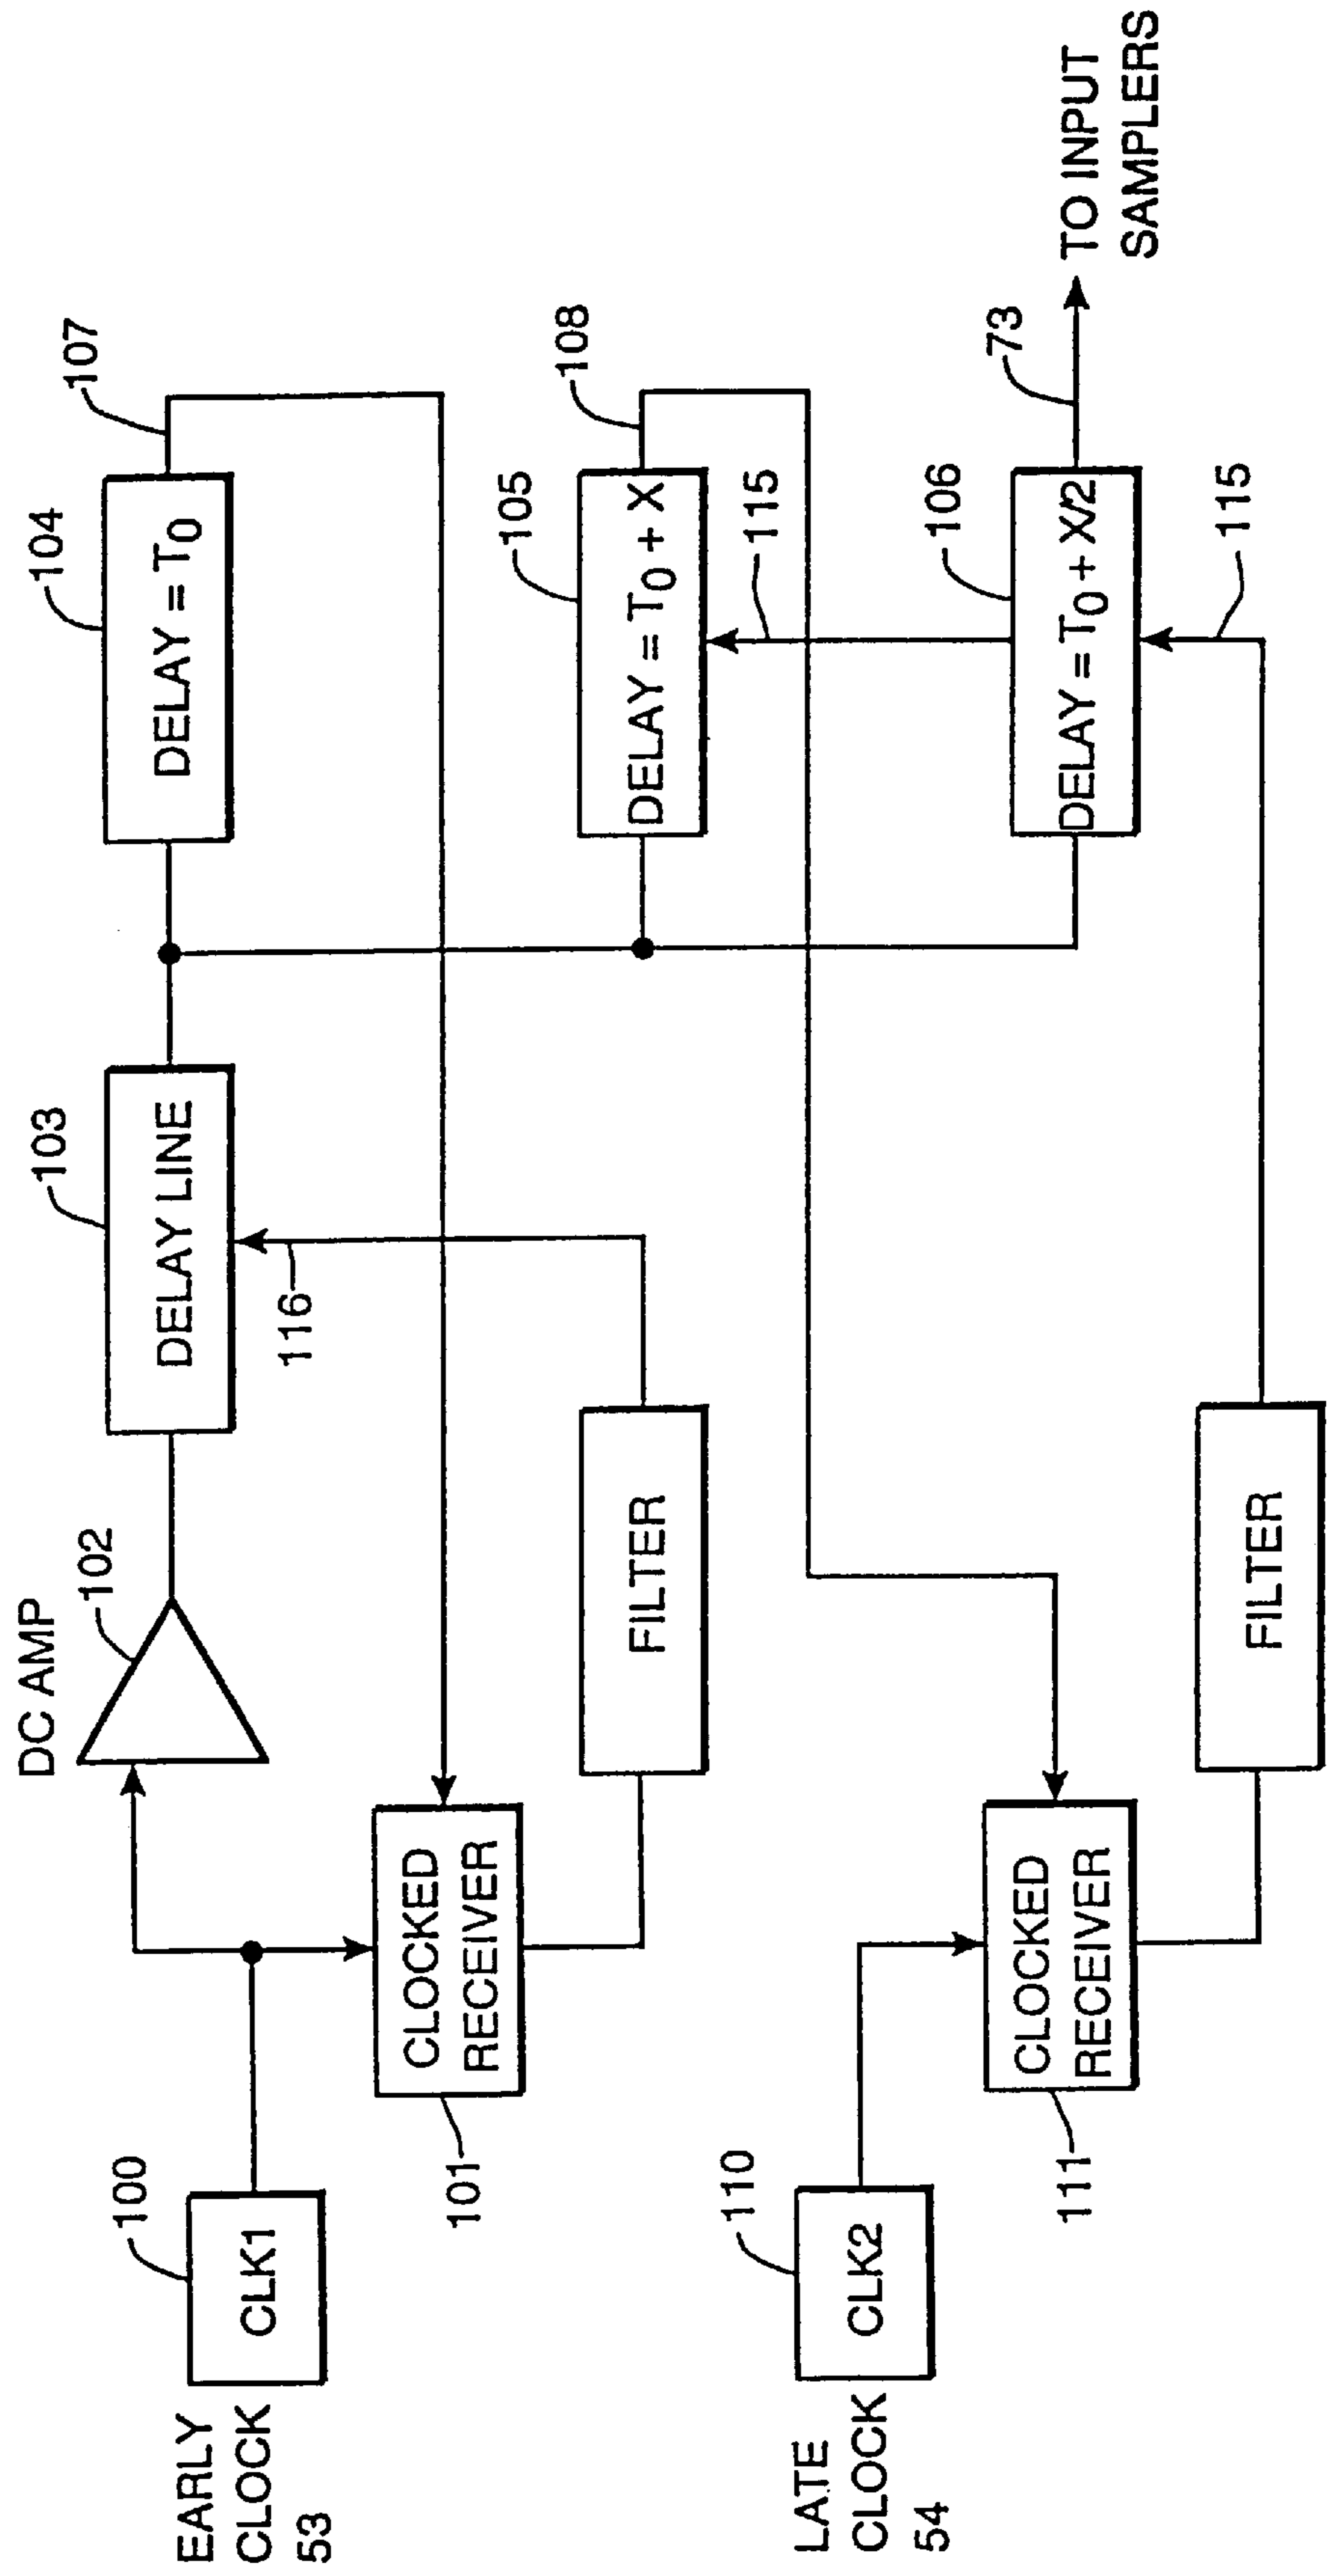 EARLY
CLOCK
53
100
CLK1
DC AMP
102
101
CLOCKED
RECEIVER
FILTER
116
103
DELAY LINE
104
DELAY = T0
107
105
DELAY = T0 + X
108
115
106
DELAY = T0 + X/2
115
73
TO INPUT
SAMPLERS
LATE
CLOCK
54
110
CLK2
111
CLOCKED
RECEIVER
FILTER